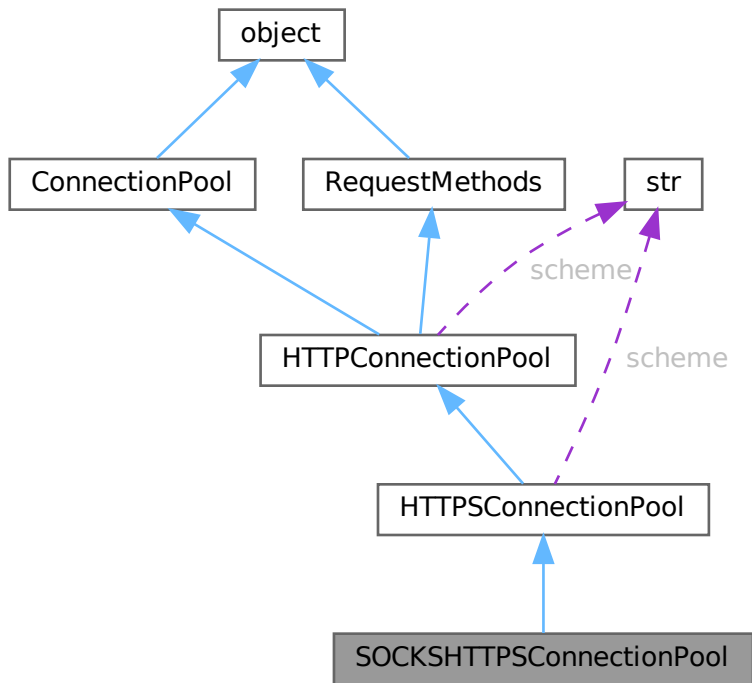 object
ConnectionPool
RequestMethods
str
scheme
HTTPConnectionPool
scheme
HTTPSConnectionPool
SOCKSHTTPSConnectionPool